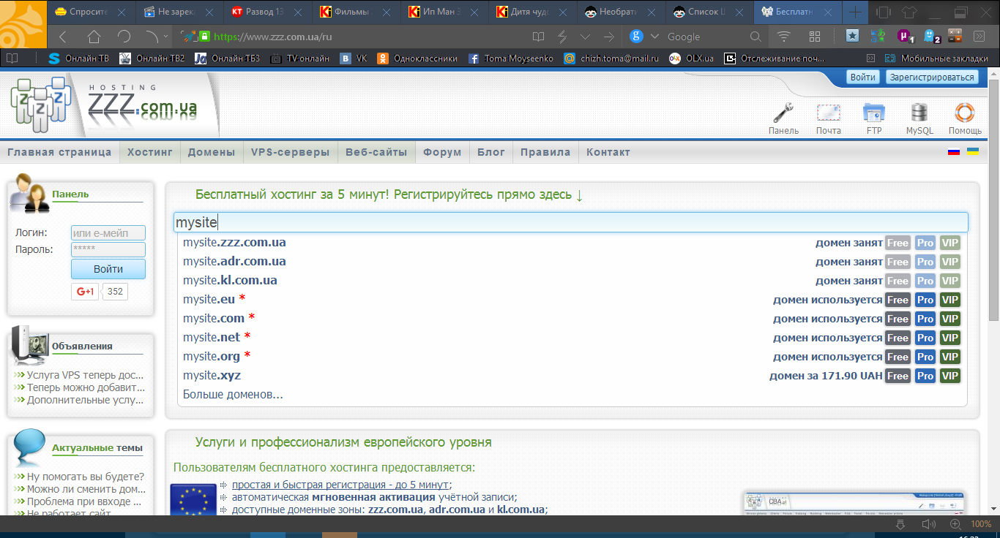 Спросите
Не зарек
Развод 13
Фильмы
Ип Ман 3
Дитя чудо
Необрати
Список
Бесплатн
https://www.zzz.com.ua/ru
Google
1
2
Онлайн ТВ
Онлайн ТВ2
Онлайн ТВ3
TV онлайн
VK
Одноклассники
Toma Moyseenko
chizh.toma@mail.ru
OLX.ua
Отслеживание поч...
Мобильные закладки
HOSTING
ZZZ.com.ua
Войти
Зарегистрироваться
Панель
Почта
FTP
MySQL
Помощь
Главная страница
Хостинг
Домены
VPS-серверы
Веб-сайты
Форум
Блог
Правила
Контакт
Панель
Логин:
или е-мейл
Пароль:
*****
Войти
G+1
352
Объявления
Услуга VPS теперь дос...
Теперь можно добавит...
Дополнительные услу...
Актуальные темы
Ну помогать вы будете?
Можно ли сменить дом...
Проблема при ввходе ...
Не работает сайт
Бесплатный хостинг за 5 минут! Регистрируйтесь прямо здесь ↓
mysite
mysite.zzz.com.ua домен занят Free Pro VIP
mysite.adr.com.ua домен занят Free Pro VIP
mysite.kl.com.ua домен занят Free Pro VIP
mysite.eu * домен используется Free Pro VIP
mysite.com * домен используется Free Pro VIP
mysite.net * домен используется Free Pro VIP
mysite.org * домен используется Free Pro VIP
mysite.xyz домен за 171.90 UAH Free Pro VIP
Больше доменов...
Услуги и профессионализм европейского уровня
Пользователям бесплатного хостинга предоставляется:
простая и быстрая регистрация - до 5 минут;
автоматическая мгновенная активация учётной записи;
доступные доменные зоны: zzz.com.ua, adr.com.ua и kl.com.ua;
100%